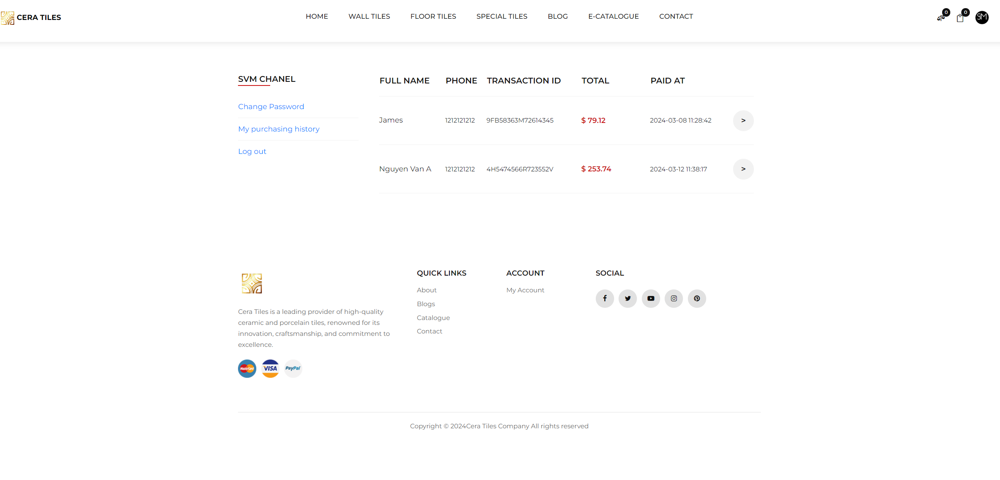 CERA TILES
HOME WALL TILES FLOOR TILES SPECIAL TILES BLOG E-CATALOGUE CONTACT
0 0 SM
SVM CHANEL
Change Password
My purchasing history
Log out
FULL NAME PHONE TRANSACTION ID TOTAL PAID AT
James 1212121212 9FB58363M72614345 $ 79.12 2024-03-08 11:28:42 >
Nguyen Van A 1212121212 4H5474566R723552V $ 253.74 2024-03-12 11:38:17 >
Cera Tiles is a leading provider of high-quality
ceramic and porcelain tiles, renowned for its
innovation, craftsmanship, and commitment to
excellence.
MasterCard VISA PayPal
QUICK LINKS
About
Blogs
Catalogue
Contact
ACCOUNT
My Account
SOCIAL
Copyright © 2024Cera Tiles Company All rights reserved